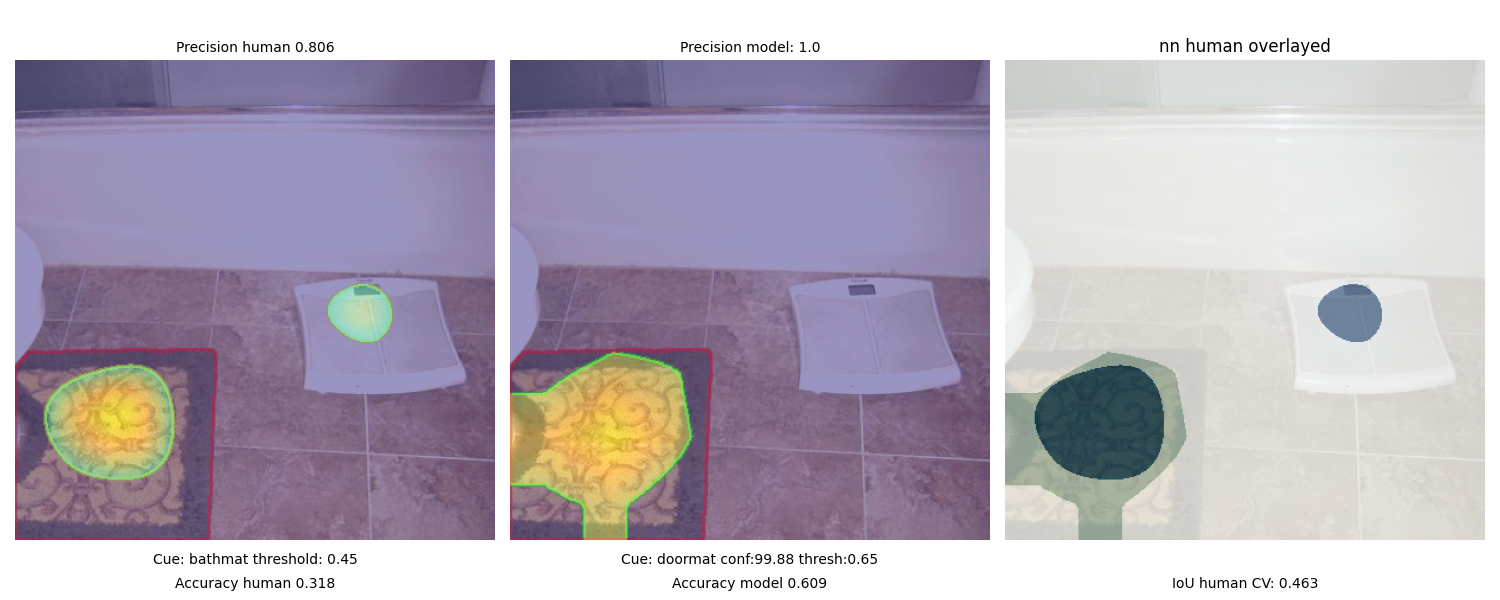 Precision human 0.806
Precision model: 1.0
nn human overlayed
Cue: bathmat threshold: 0.45
Accuracy human 0.318
Cue: doormat conf:99.88 thresh:0.65
Accuracy model 0.609
IoU human CV: 0.463